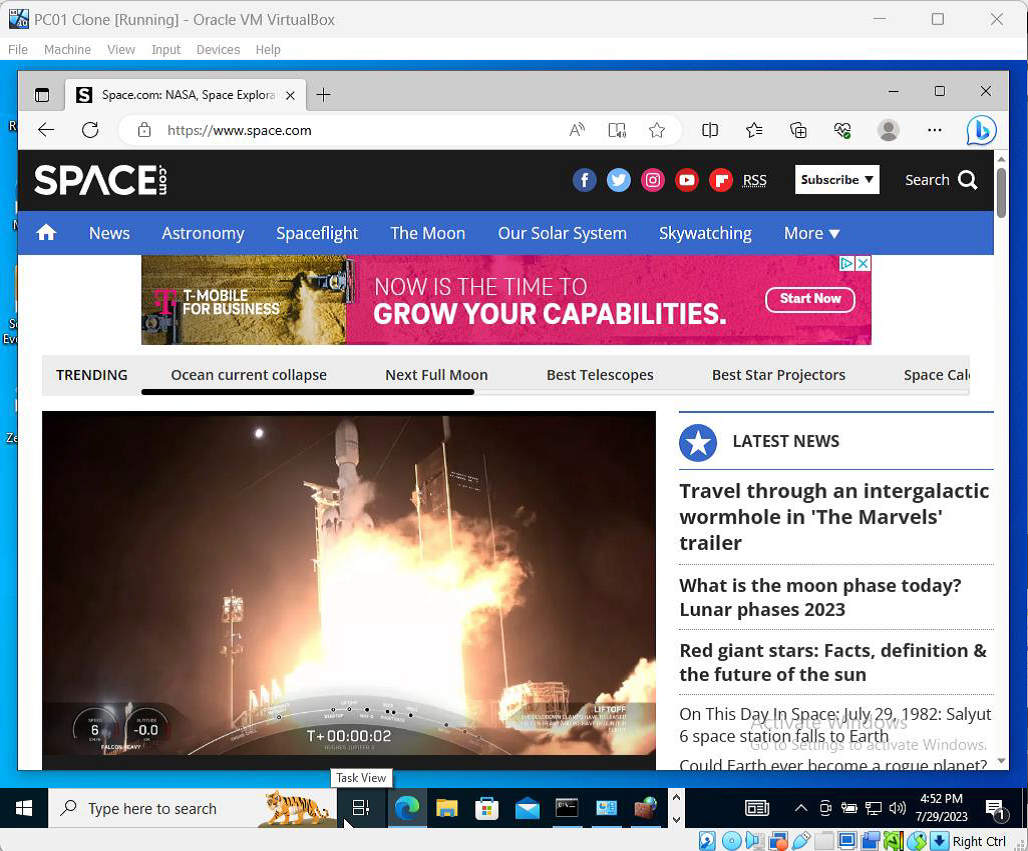 PC01 Clone [Running] - Oracle VM VirtualBox
File Machine View Input Devices Help
Space.com: NASA, Space Explora
https://www.space.com
SPACE.com
RSS
Subscribe
Search
News Astronomy Spaceflight The Moon Our Solar System Skywatching More
T-MOBILE
FOR BUSINESS
NOW IS THE TIME TO
GROW YOUR CAPABILITIES.
Start Now
TRENDING Ocean current collapse Next Full Moon Best Telescopes Best Star Projectors Space Cal
LATEST NEWS
Travel through an intergalactic
wormhole in 'The Marvels'
trailer
What is the moon phase today?
Lunar phases 2023
Red giant stars: Facts, definition &
the future of the sun
On This Day In Space: July 29, 1982: Salyut
6 space station falls to Earth
Could Earth ever become a rogue planet?
Activate Windows
Go to Settings to activate Windows.
SPEED
6
ALTITUDE
-0.0
FALCON HEAVY
LIFTOFF
T+00:00:02
LIFTOFF
Task View
Type here to search
4:52 PM
7/29/2023
1
Right Ctrl